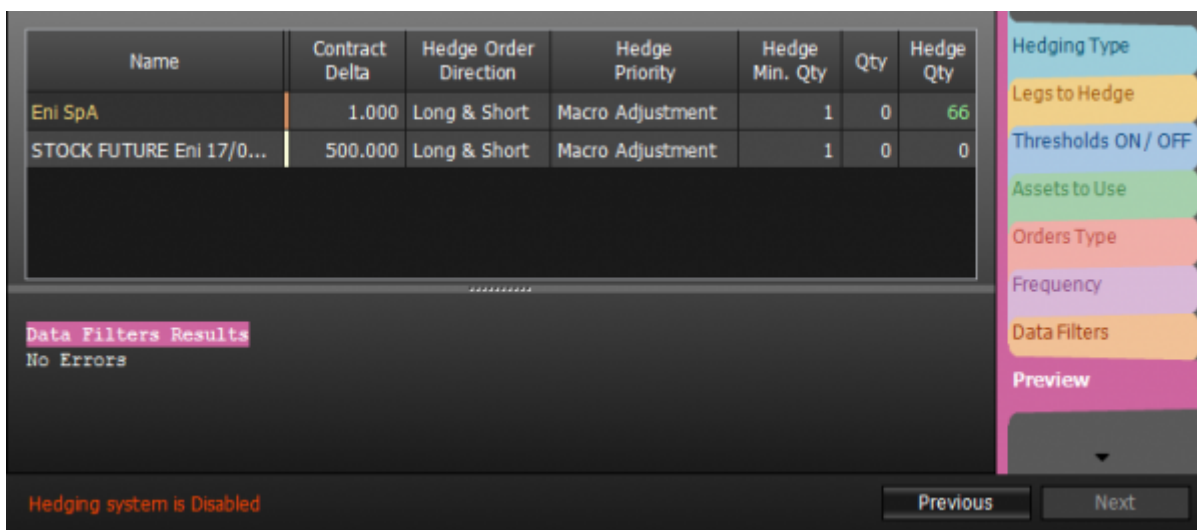 Name Contract Delta Hedge Order Direction Hedge Priority Hedge Min. Qty Qty Hedge Qty
Eni SpA 1.000 Long & Short Macro Adjustment 1 0 66
STOCK FUTURE Eni 17/0... 500.000 Long & Short Macro Adjustment 1 0 0
Data Filters Results
No Errors
Hedging system is Disabled
Previous Next
Hedging Type
Legs to Hedge
Thresholds ON / OFF
Assets to Use
Orders Type
Frequency
Data Filters
Preview